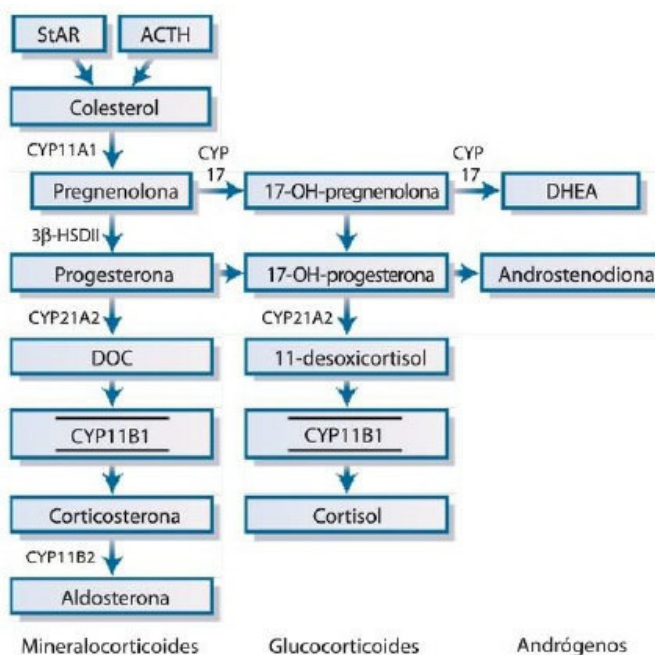 StAR
ACTH
Colesterol
CYP11A1
CYP
17
CYP
17
Pregnenolona
17-OH-pregnenolona
DHEA
3β-HSDII
Progesterona
17-OH-progesterona
Androstenodiona
CYP21A2
CYP21A2
DOC
11-desoxicortisol
CYP11B1
CYP11B1
Corticosterona
Cortisol
CYP11B2
Aldosterona
Mineralocorticoides
Glucocorticoides
Andrógenos